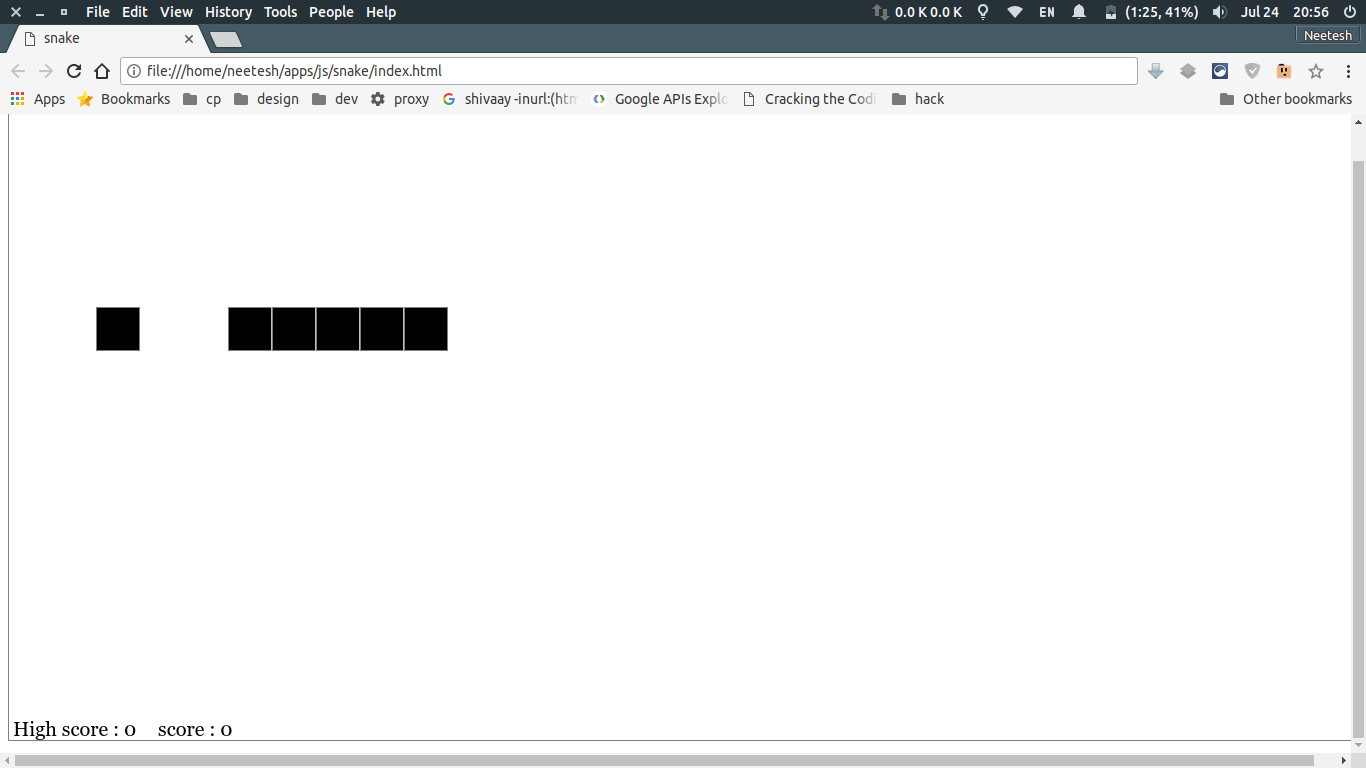 File Edit View History Tools People Help 0.0 K 0.0 K EN (1:25, 41%) Jul 24 20:56
snake Neetesh
file:///home/neetesh/apps/js/snake/index.html
Apps Bookmarks cp design dev proxy shivaay -inurl:(htm Google APIs Explo Cracking the Codi hack Other bookmarks
High score : 0 score : 0